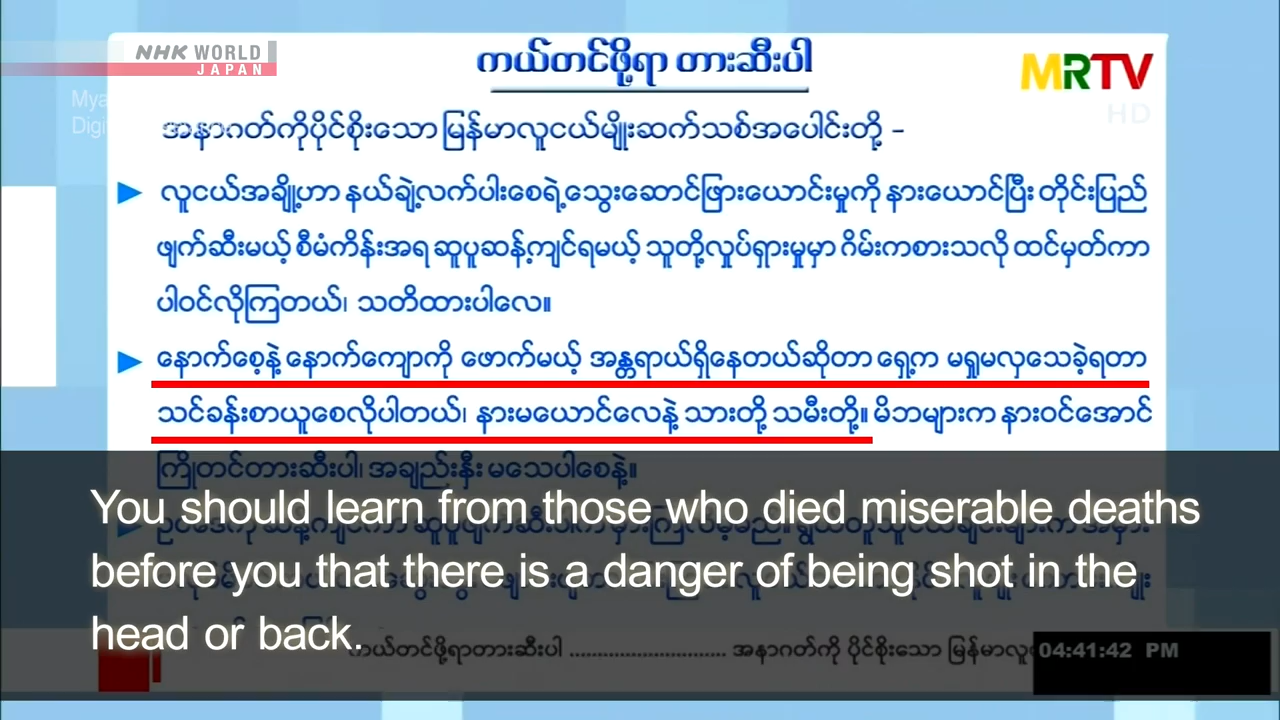 NHK WORLD
JAPAN
ကယ်တင်ဖို့ရာ တားဆီးပါ
MRTV
HD
Mya
Digi
အနာဂတ်ကိုပိုင်စိုးသော မြန်မာလူငယ်မျိုးဆက်သစ်အပေါင်းတို့ –
လူငယ်အချို့ဟာ နယ်ချဲ့လက်ပါးစေရဲ့သွေးဆောင်ဖြားယောင်းမှုကို နားယောင်ပြီး တိုင်းပြည်
ဖျက်ဆီးမယ့် စီမံကိန်းအရ ဆူပူဆန့်ကျင်ရမယ့် သူတို့လှုပ်ရှားမှုမှာ ဂိမ်းကစားသလို ထင်မှတ်ကာ
ပါဝင်လိုကြတယ်၊ သတိထားပါလေ။
နောက်စေ့နဲ့ နောက်ကျောကို ဖောက်မယ့် အန္တရာယ်ရှိနေတယ်ဆိုတာ ရှေ့က မရှုမလှသေခဲ့ရတာ
သင်ခန်းစာယူစေလိုပါတယ်၊ နားမယောင်လေနဲ့ သားတို့ သမီးတို့။ မိဘများက နားဝင်အောင်
ကြိုတင်တားဆီးပါ၊ အချည်းနှီး မသေပါစေနဲ့။
You should learn from those who died miserable deaths
before you that there is a danger of being shot in the
head or back.
ကယ်တင်ဖို့ရာတားဆီးပါ ........................... အနာဂတ်ကို ပိုင်စိုးသော မြန်မာလူ
04:41:42 PM